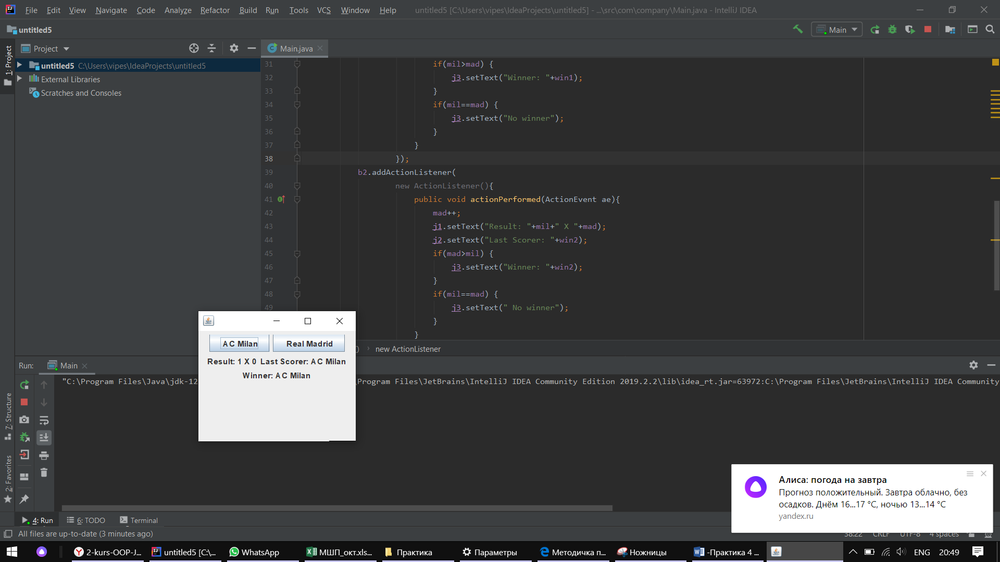 File Edit View Navigate Code Analyze Refactor Build Run Tools VCS Window Help untitled5 [C:\Users\vipes\IdeaProjects\untitled5] - ...\src\com\company\Main.java - IntelliJ IDEA
untitled5
Main
1: Project
Project
Main.java
untitled5 C:\Users\vipes\IdeaProjects\untitled5
External Libraries
Scratches and Consoles
31 if(mil>mad) {
32 j3.setText("Winner: "+win1);
33 }
34 if(mil==mad) {
35 j3.setText("No winner");
36 }
37 }
38 });
39 b2.addActionListener(
40 new ActionListener(){
41 public void actionPerformed(ActionEvent ae){
42 mad++;
43 j1.setText("Result: "+mil+" X "+mad);
44 j2.setText("Last Scorer: "+win2);
45 if(mad>mil) {
46 j3.setText("Winner: "+win2);
47 }
48 if(mil==mad) {
49 j3.setText(" No winner");
}
}
) › new ActionListener
AC Milan Real Madrid
Result: 1 X 0 Last Scorer: AC Milan
Winner: AC Milan
Run: Main
"C:\Program Files\Java\jdk-12 Program Files\JetBrains\IntelliJ IDEA Community Edition 2019.2.2\lib\idea_rt.jar=63972:C:\Program Files\JetBrains\IntelliJ IDEA Community
Z: Structure
2: Favorites
Алиса: погода на завтра
Прогноз положительный. Завтра облачно, без
осадков. Днём 16...17 °C, ночью 13...14 °C
yandex.ru
4: Run 6: TODO Terminal
All files are up-to-date (3 minutes ago)
38:22 CRLF UTF-8 4 spaces
2-kurs-OOP-J... untitled5 [C:\... WhatsApp МШП_окт.xls... Практика Параметры Методичка п... Ножницы -Практика 4 ... ENG 20:49